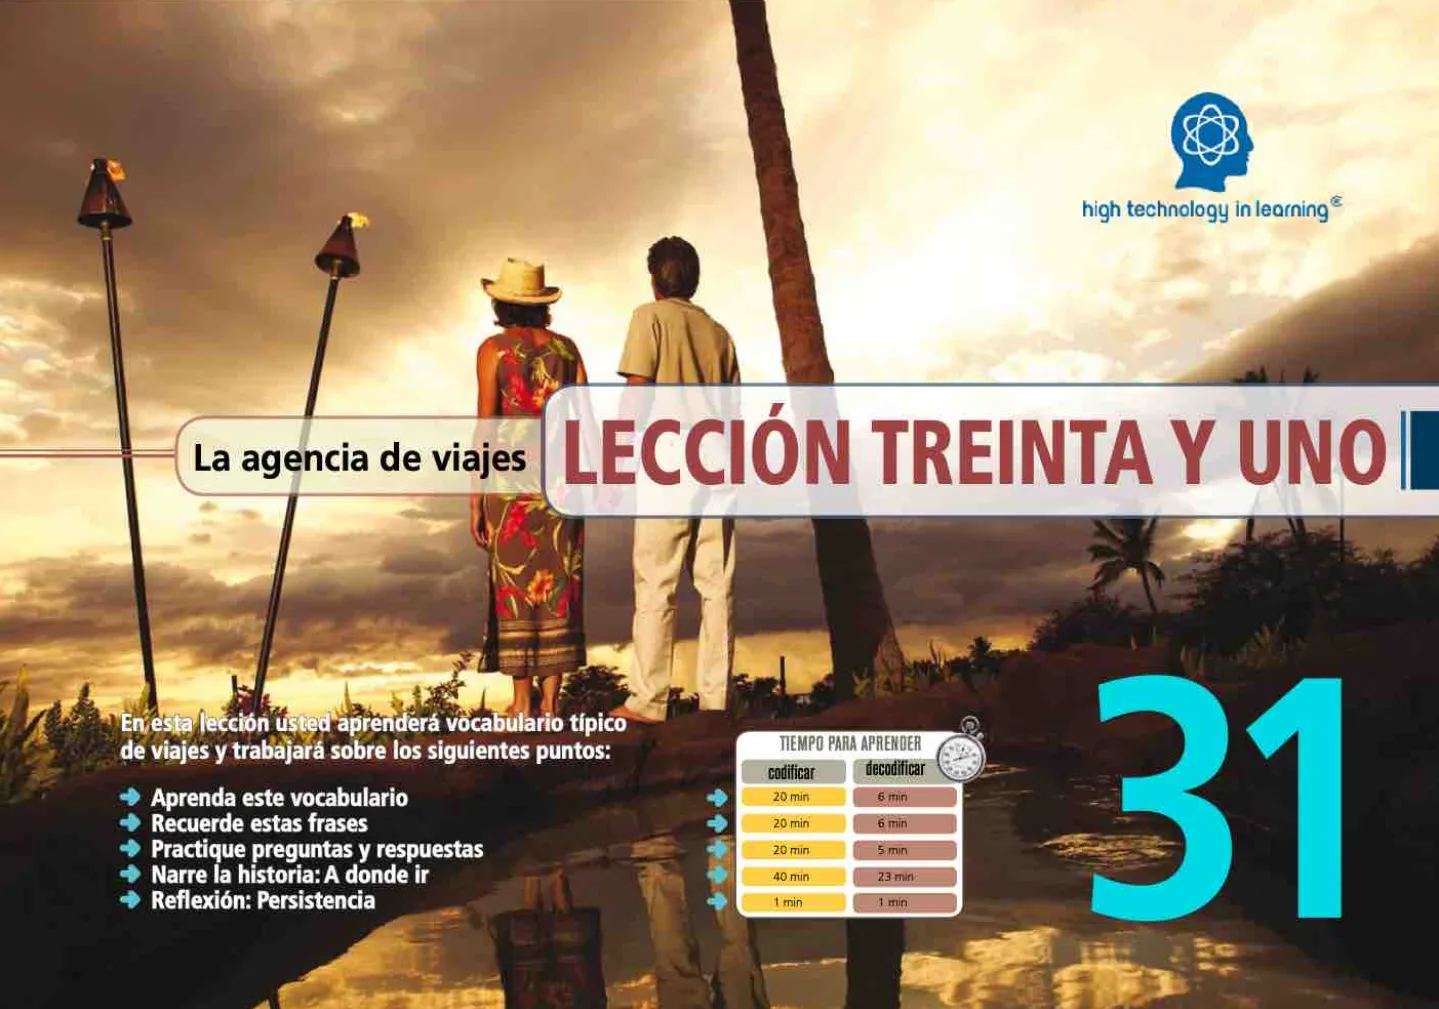 high technology in learning
La agencia de viajes
LECCIÓN TREINTA Y UNO
En esta lección usted aprenderá vocabulario típico
de viajes y trabajará sobre los siguientes puntos:
Aprenda este vocabulario
Recuerde estas frases
Practique preguntas y respuestas
Narre la historia: A donde ir
Reflexión: Persistencia
TIEMPO PARA APRENDER
codificar decodificar
20 min 6 min
20 min 6 min
20 min 5 min
40 min 23 min
1 min 1 min
31